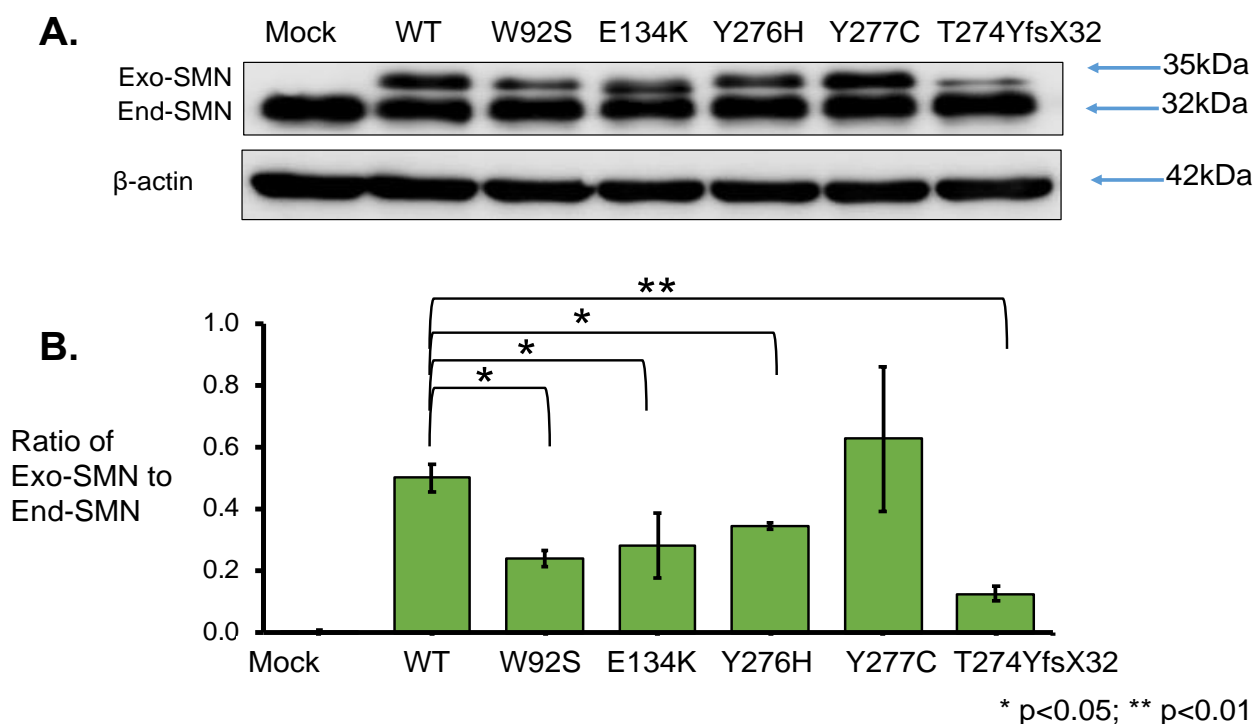 A.
Mock WT W92S E134K Y276H Y277C T274YfsX32
Exo-SMN
End-SMN
35kDa
32kDa
β-actin
42kDa
B.
**
*
*
*
1.0
0.8
0.6
0.4
0.2
0.0
Ratio of
Exo-SMN to
End-SMN
Mock WT W92S E134K Y276H Y277C T274YfsX32
* p<0.05; ** p<0.01